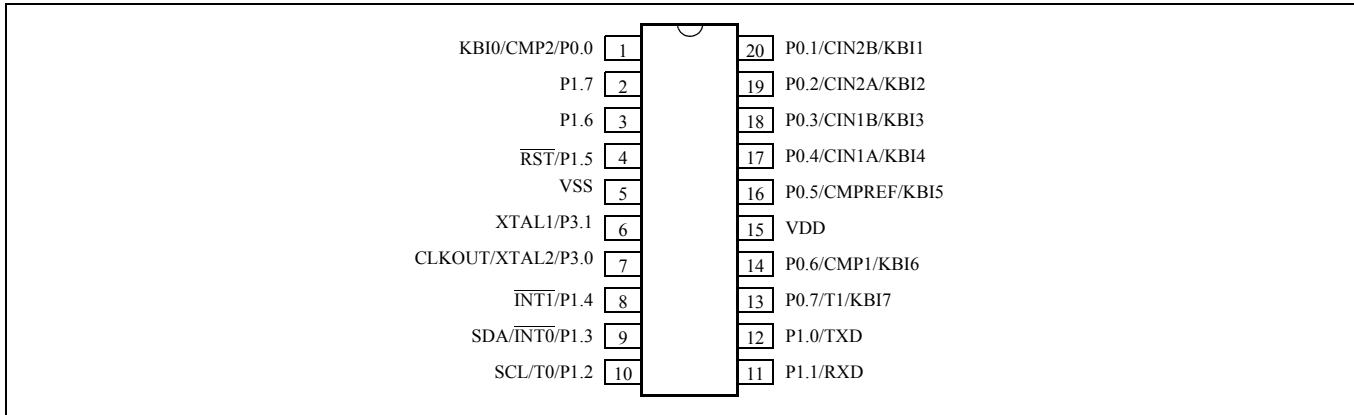 KBI0/CMP2/P0.0 1 20 P0.1/CIN2B/KBI1
P1.7 2 19 P0.2/CIN2A/KBI2
P1.6 3 18 P0.3/CIN1B/KBI3
RST/P1.5 4 17 P0.4/CIN1A/KBI4
VSS 5 16 P0.5/CMPREF/KBI5
XTAL1/P3.1 6 15 VDD
CLKOUT/XTAL2/P3.0 7 14 P0.6/CMP1/KBI6
INT1/P1.4 8 13 P0.7/T1/KBI7
SDA/INT0/P1.3 9 12 P1.0/TXD
SCL/T0/P1.2 10 11 P1.1/RXD